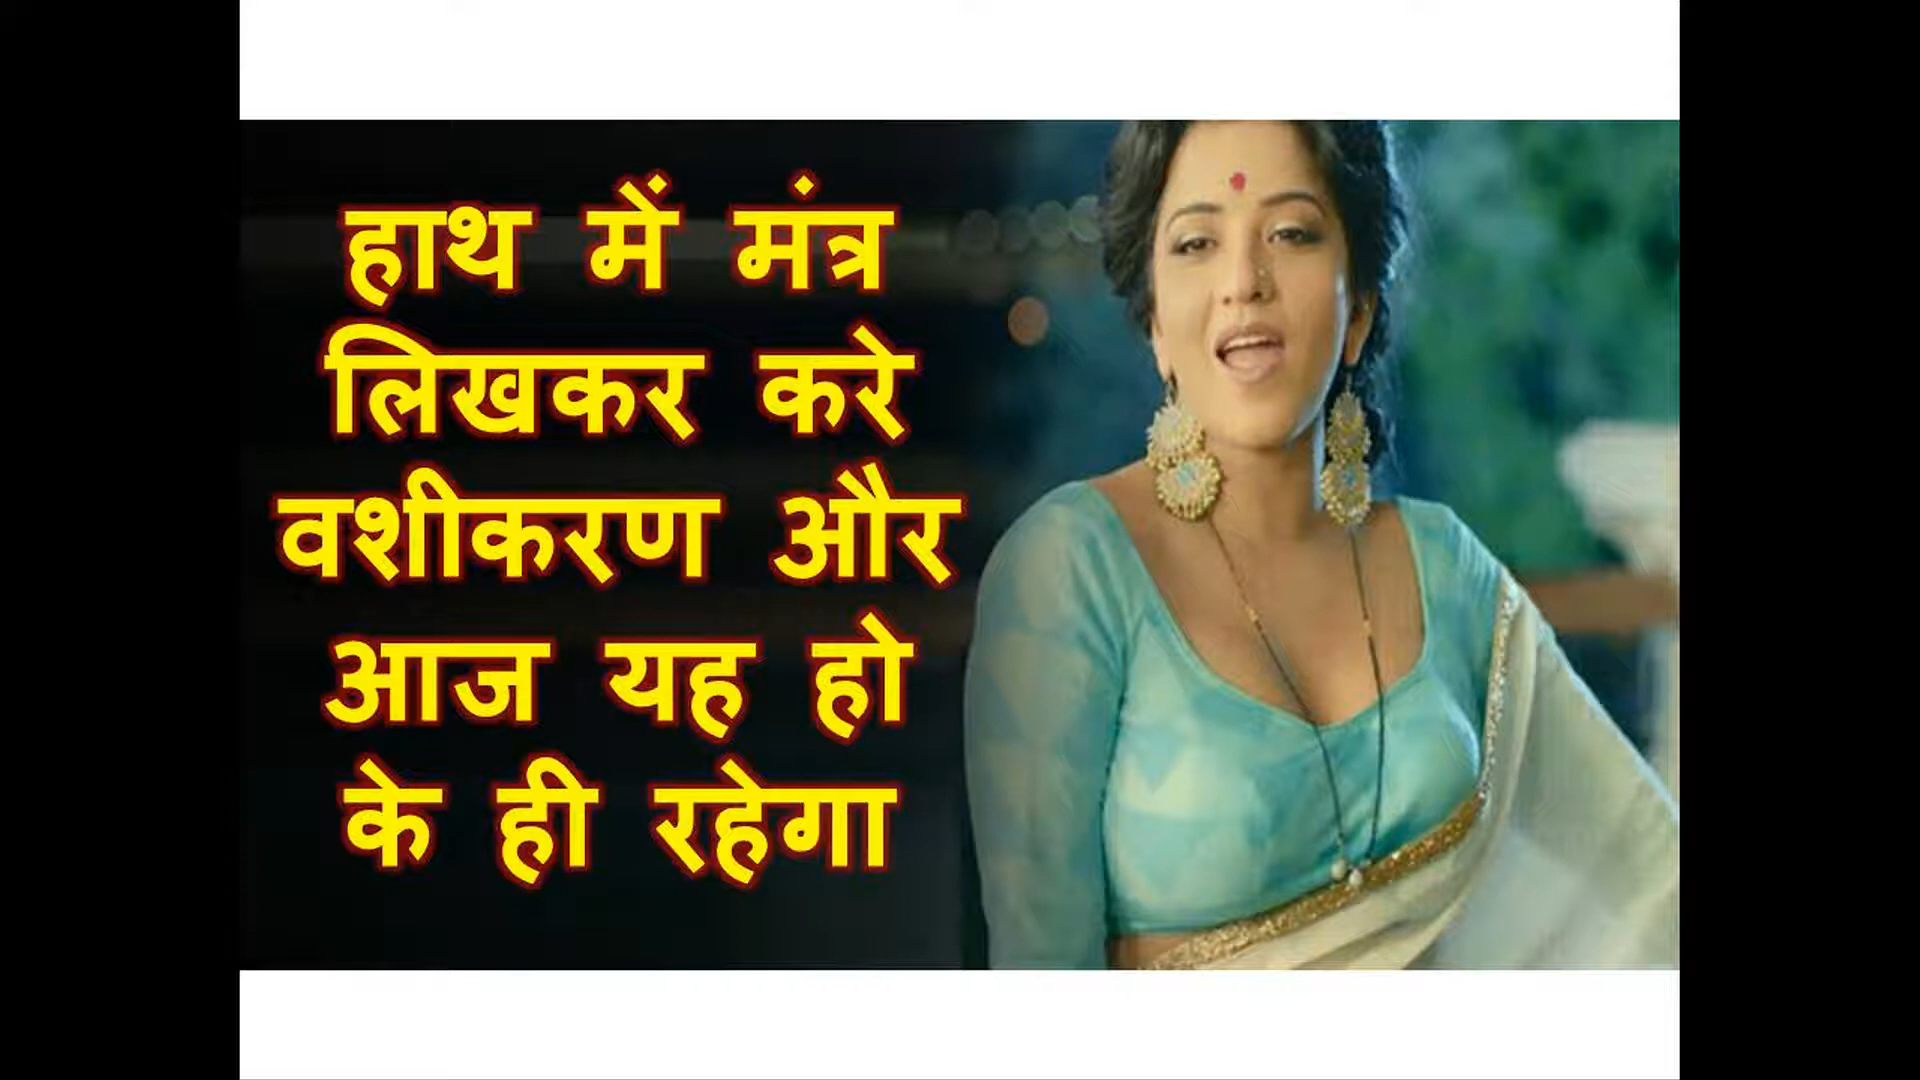 हाथ में मंत्र
लिखकर करे
वशीकरण और
आज यह हो
के ही रहेगा